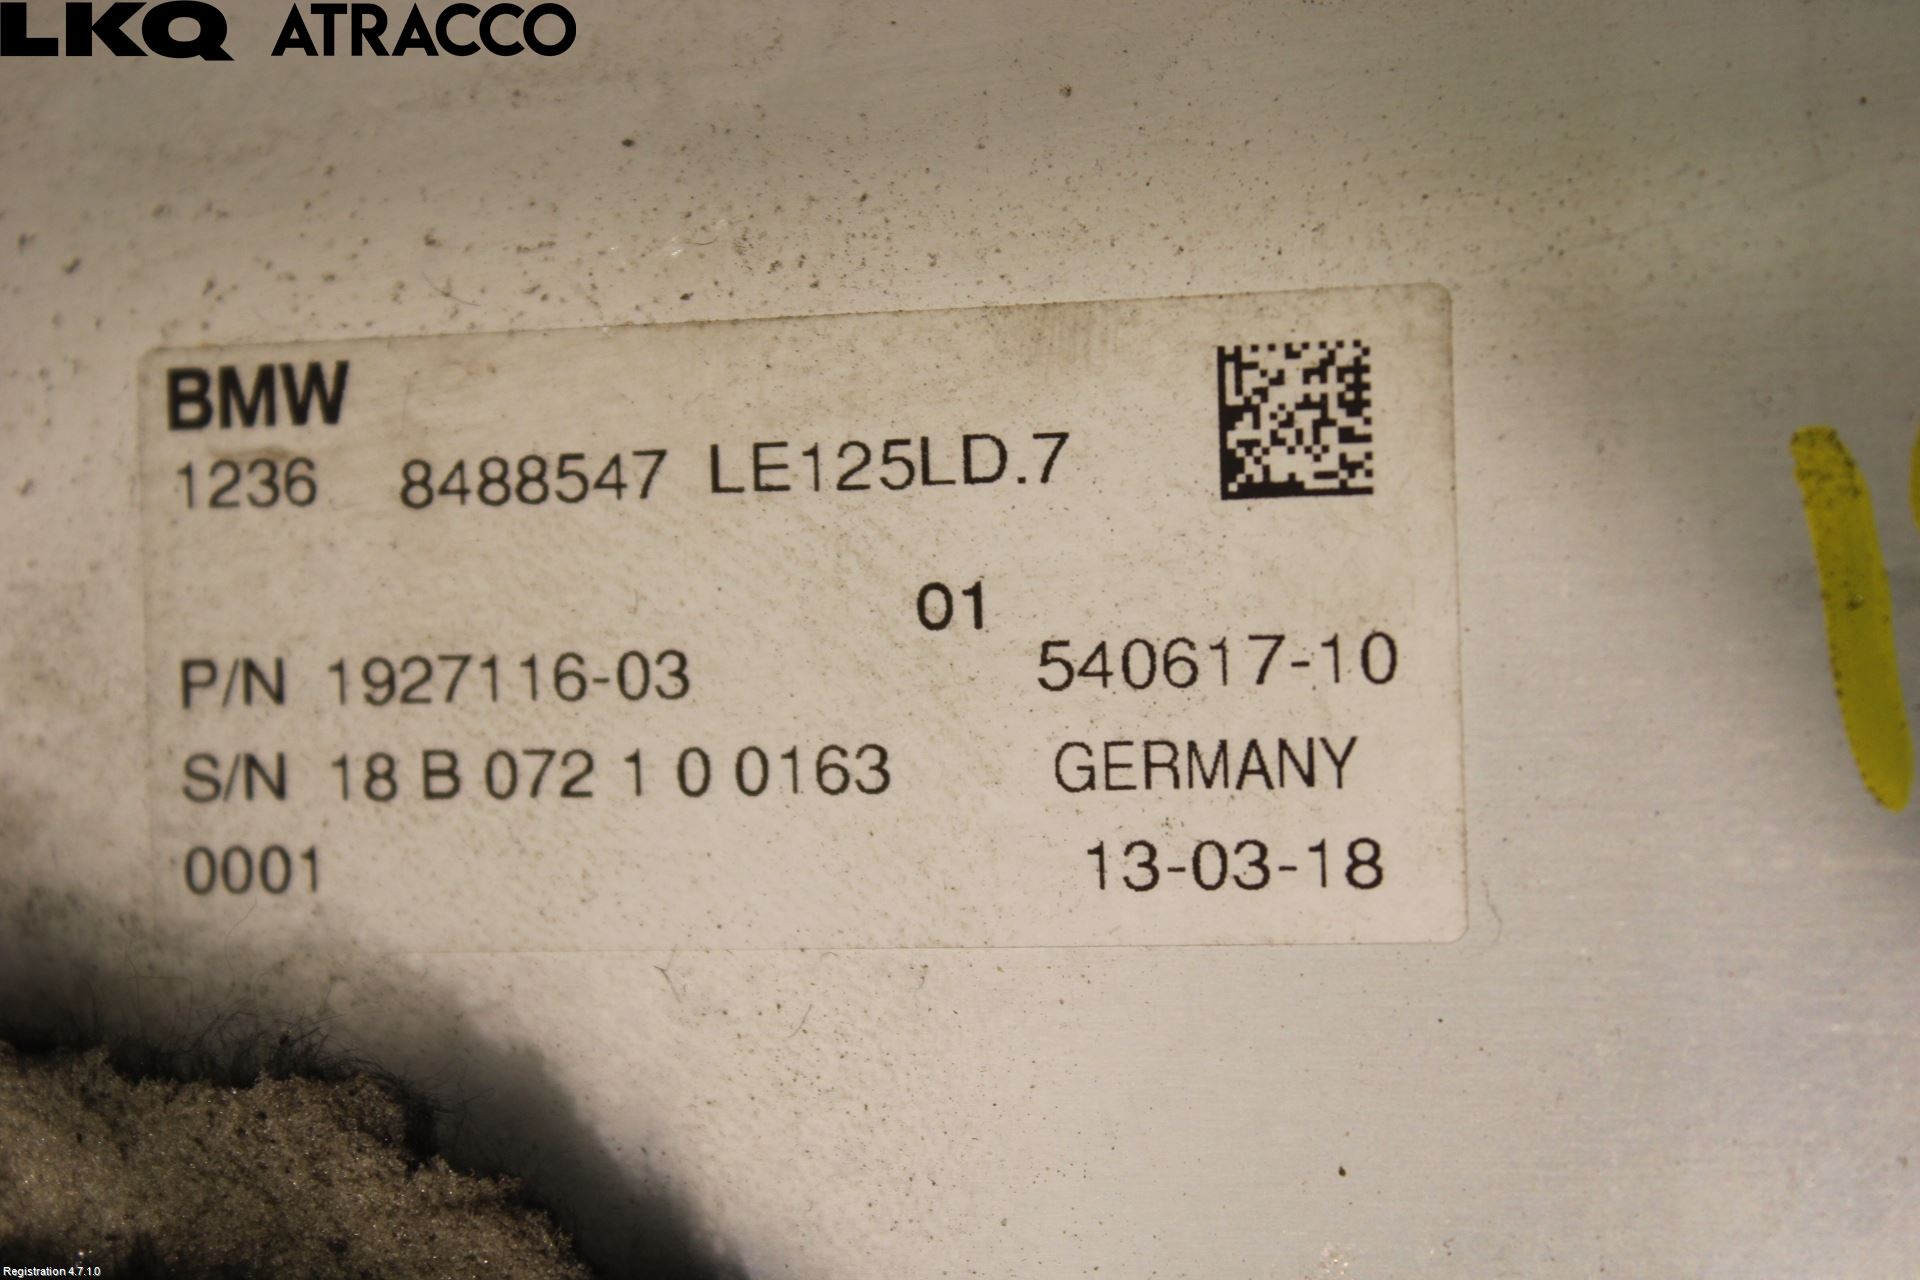 LKQ ATRACCO
BMW
1236 8488547 LE125LD.7
01
P/N 1927116-03 540617-10
S/N 18 B 072 1 0 0163 GERMANY
0001 13-03-18
Registration 4.7.1.0